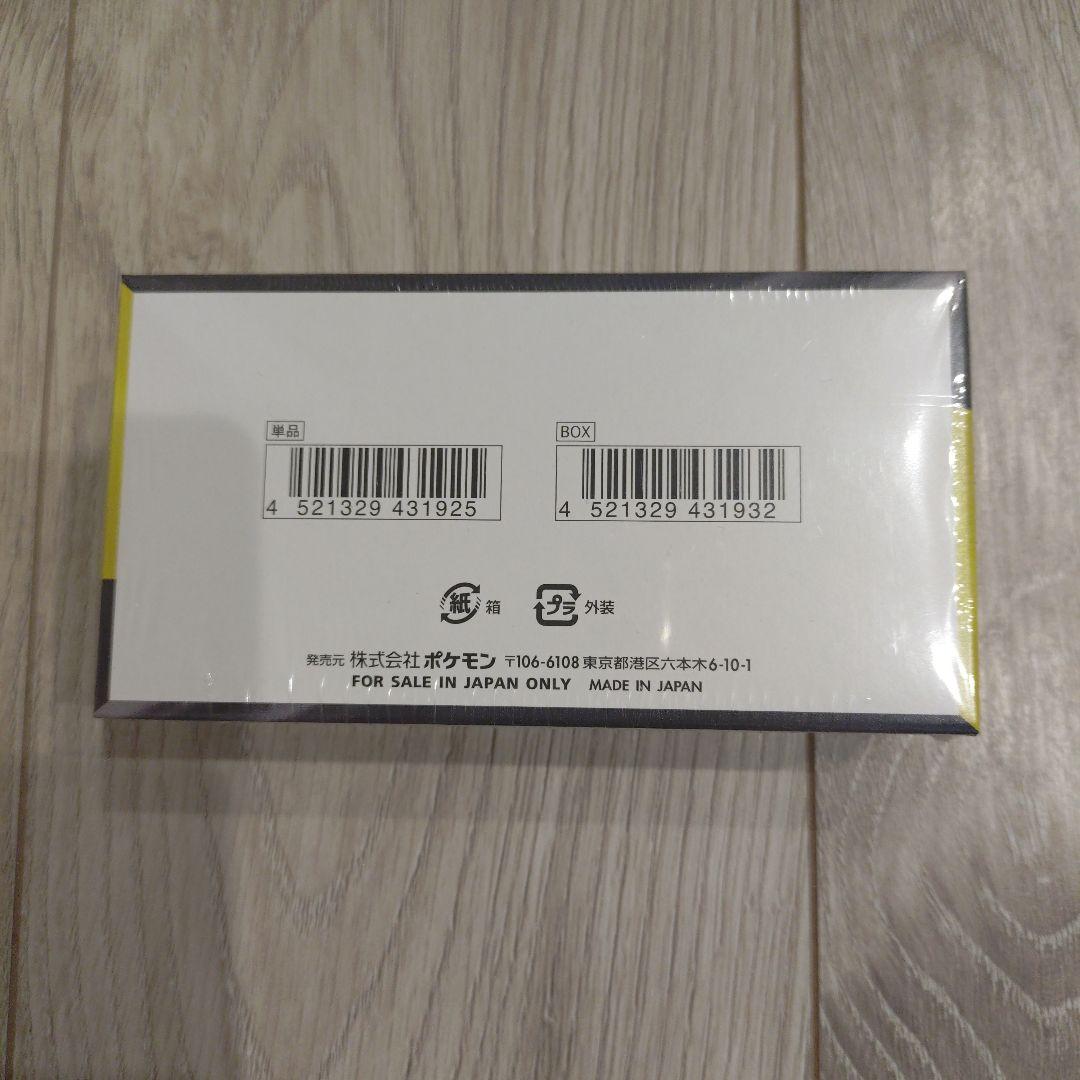 単品
BOX
4 521329 431925
4 521329 431932
紙 箱
プラ 外装
発売元 株式会社 ポケモン 〒106-6108 東京都港区六本木6-10-1
FOR SALE IN JAPAN ONLY MADE IN JAPAN